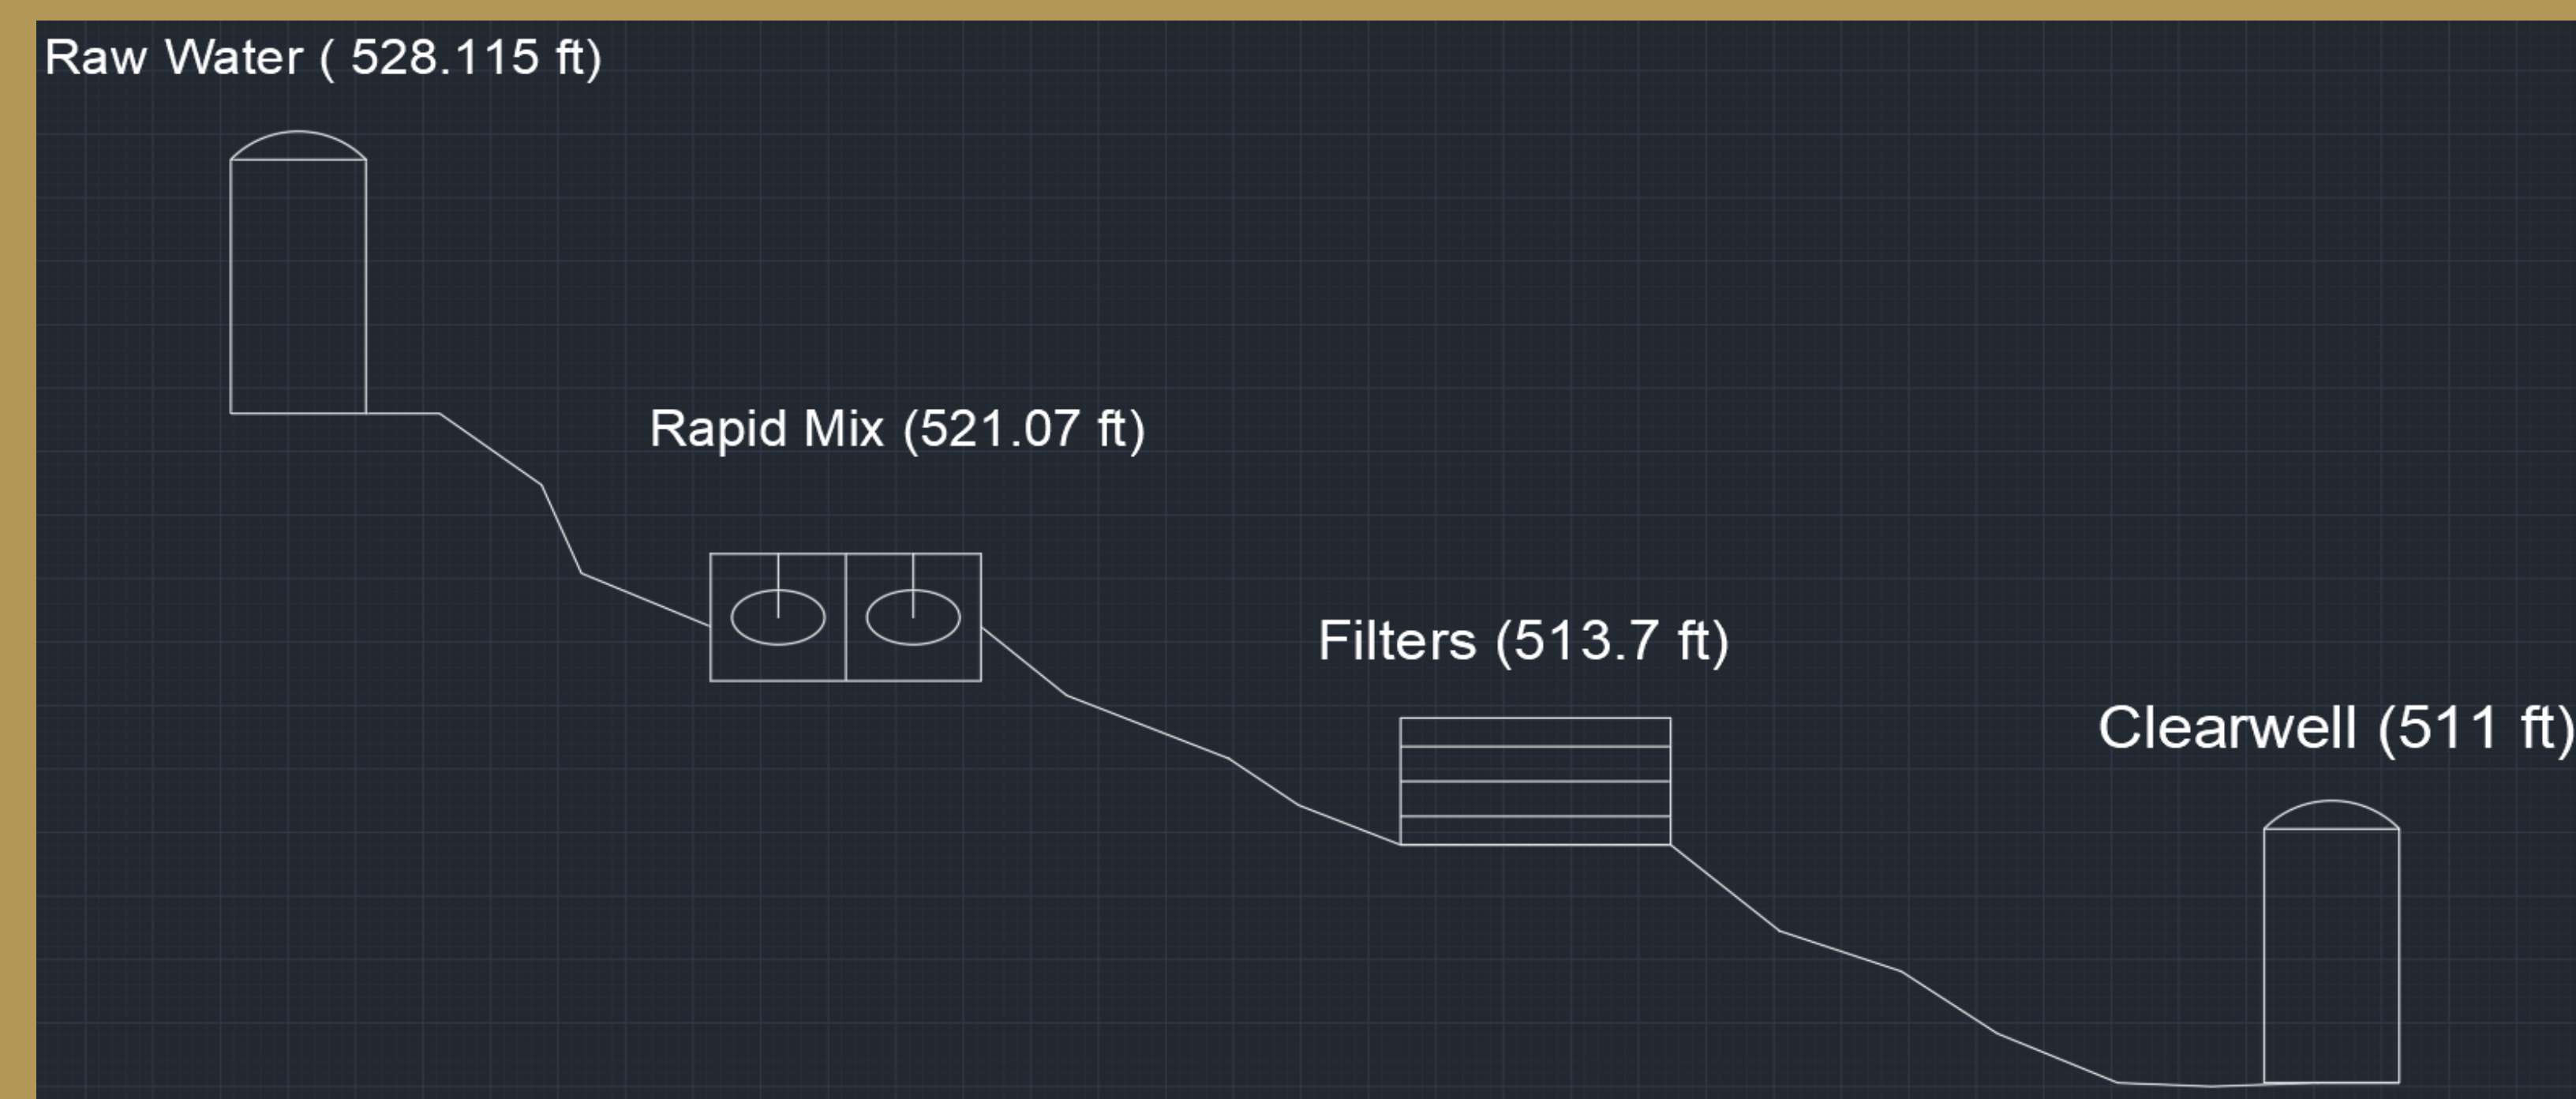 Raw Water ( 528.115 ft)
Rapid Mix (521.07 ft)
Filters (513.7 ft)
Clearwell (511 ft)